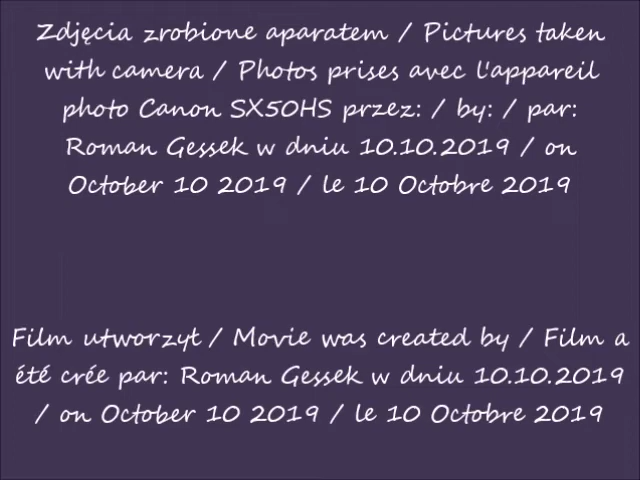 Zdjęcia zrobione aparatem / Pictures taken
with camera / Photos prises avec l'appareil
photo Canon SX50HS przez: / by: / par:
Roman Gessek w dniu 10.10.2019 / on
October 10 2019 / le 10 Octobre 2019
Film utworzył / Movie was created by / Film a
été crée par: Roman Gessek w dniu 10.10.2019
/ on October 10 2019 / le 10 Octobre 2019